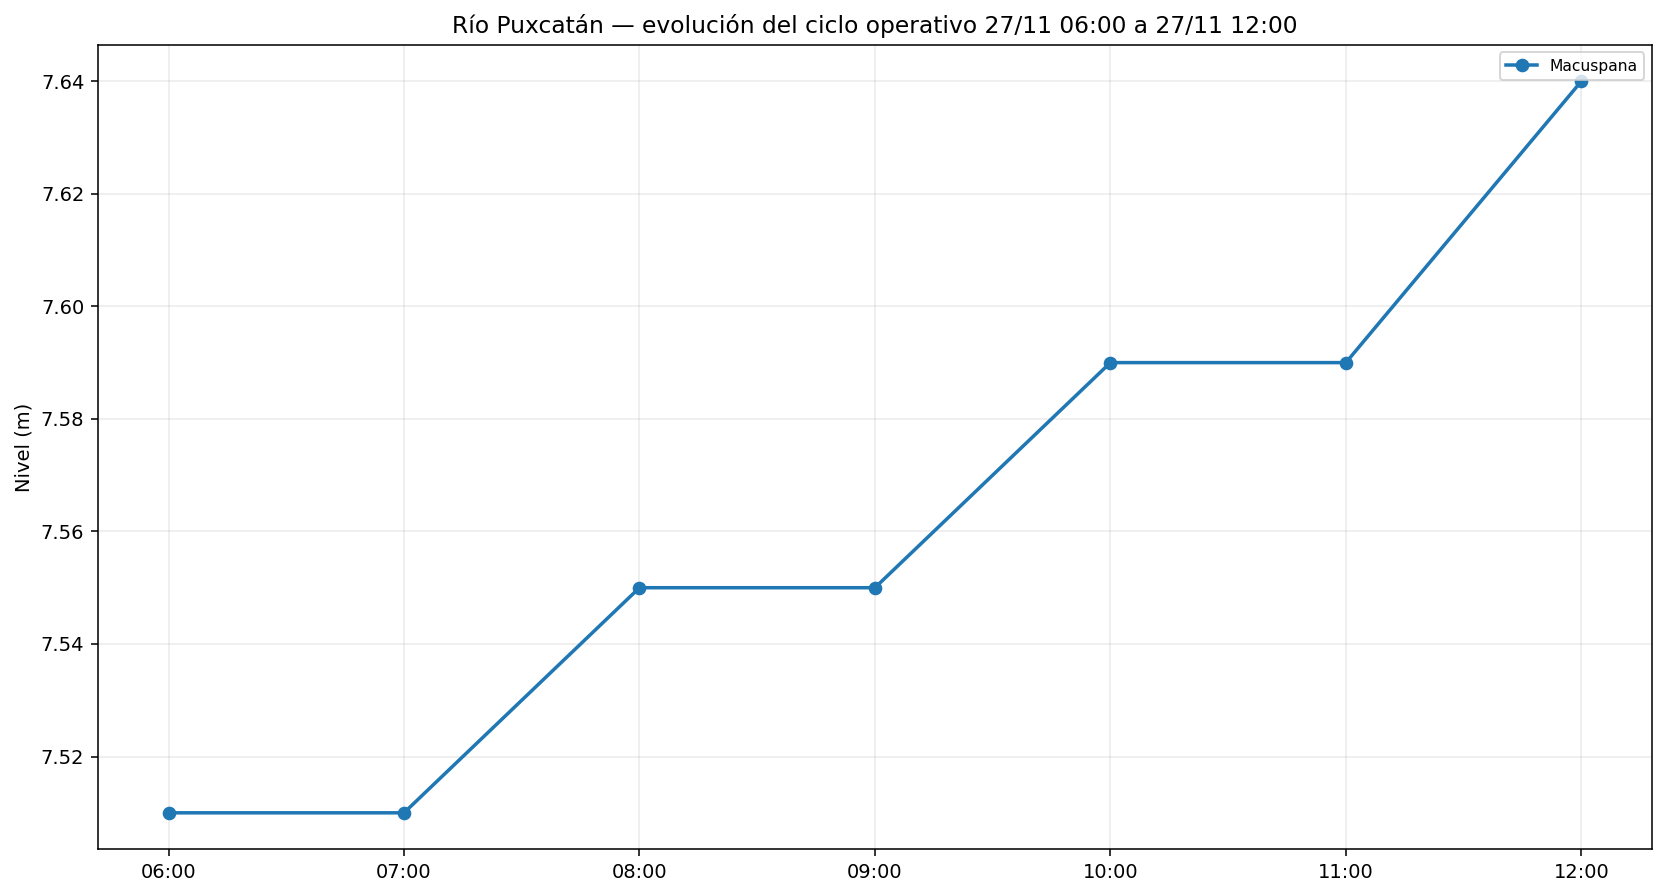 Río Puxcatán — evolución del ciclo operativo 27/11 06:00 a 27/11 12:00
Macuspana
7.64
7.62
7.60
7.58
7.56
7.54
7.52
Nivel (m)
06:00 07:00 08:00 09:00 10:00 11:00 12:00